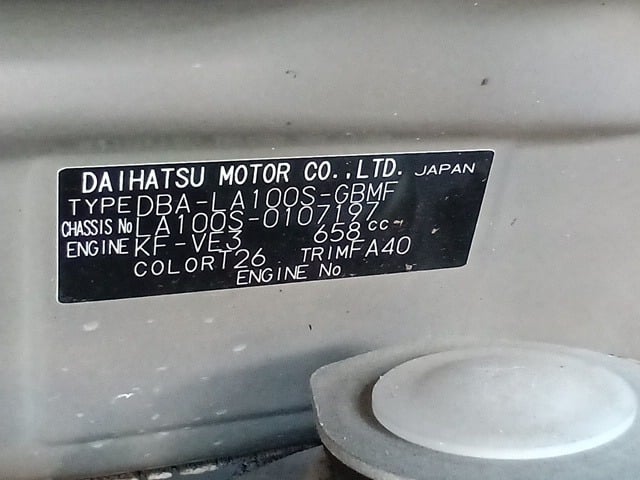 DAIHATSU MOTOR CO.,LTD. JAPAN
TYPE DBA-LA100S-GBMF
CHASSIS No LA100S-0107197
ENGINE KF-VE3 658 CC
COLOR T26 TRIM FA40
ENGINE No